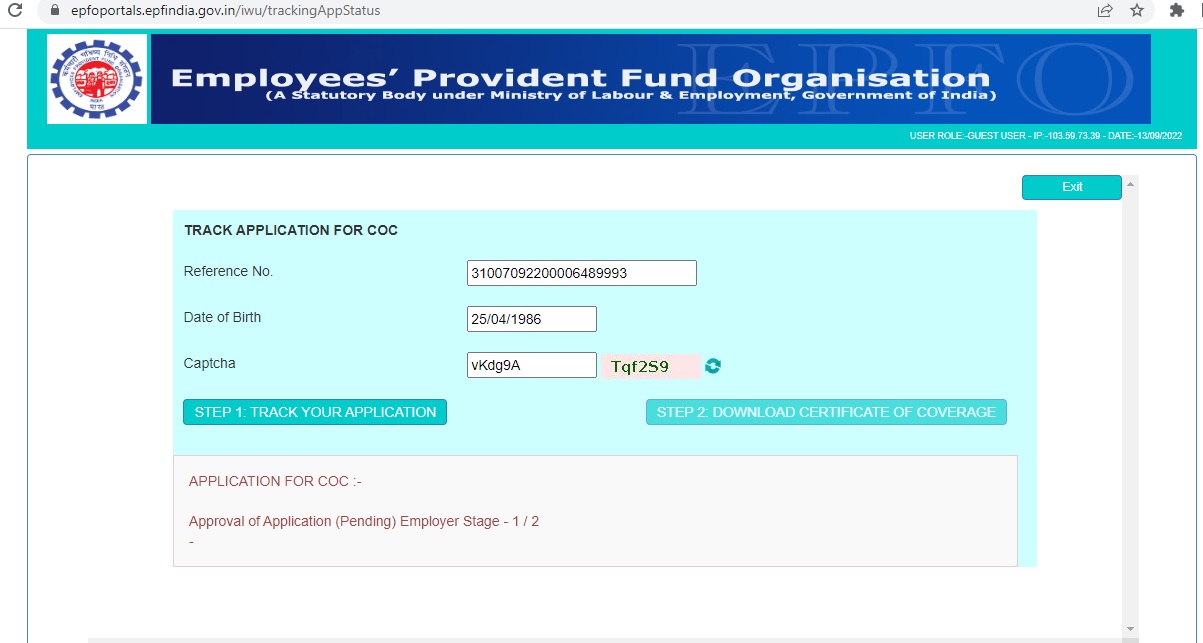 epfoportals.epfindia.gov.in/iwu/trackingAppStatus
Employees' Provident Fund Organisation
(A Statutory Body under Ministry of Labour & Employment, Government of India)
EPFO
USER ROLE:-GUEST USER - IP:-103.59.73.39 - DATE:-13/09/2022
Exit
TRACK APPLICATION FOR COC
Reference No. 31007092200006489993
Date of Birth 25/04/1986
Captcha vKdg9A Tqf2S9
STEP 1: TRACK YOUR APPLICATION STEP 2: DOWNLOAD CERTIFICATE OF COVERAGE
APPLICATION FOR COC :-
Approval of Application (Pending) Employer Stage - 1 / 2
-